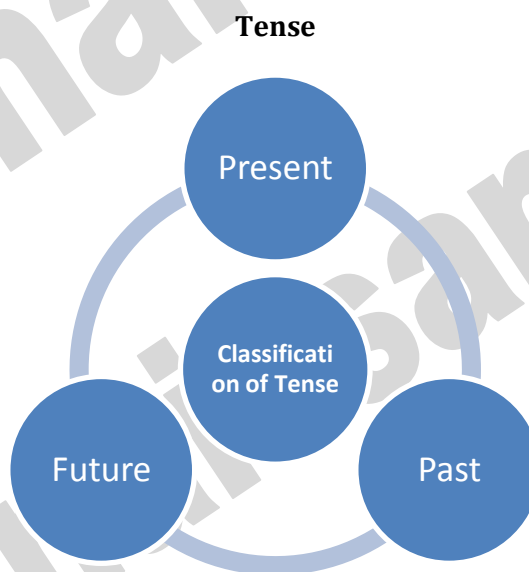 Tense
Present
Classificati
on of Tense
Future
Past